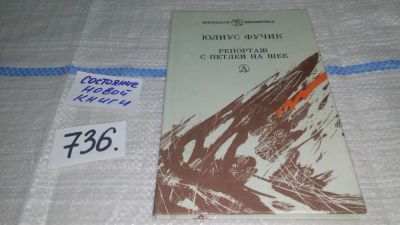 ШКОЛЬНАЯ БИБЛИОТЕКА
ЮЛИУС ФУЧИК
РЕПОРТАЖ
С ПЕТЛЕЙ НА ШЕЕ
СОСТОЯНИЕ
НОВОЙ
КНИГИ
736.